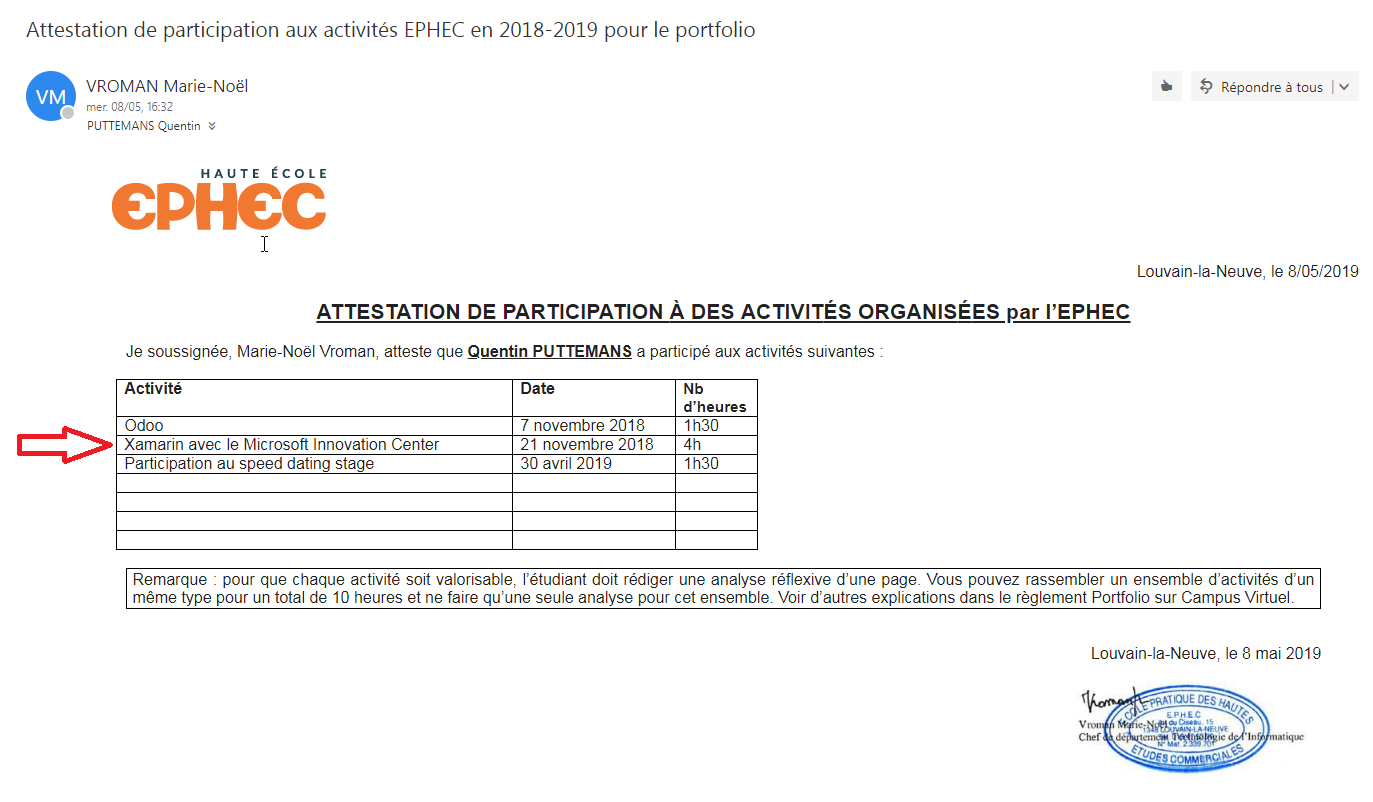 Attestation de participation aux activités EPHEC en 2018-2019 pour le portfolio
VM
VROMAN Marie-Noël
mer. 08/05, 16:32
PUTTEMANS Quentin
Répondre à tous
HAUTE ÉCOLE
EPHEC
Louvain-la-Neuve, le 8/05/2019
ATTESTATION DE PARTICIPATION À DES ACTIVITÉS ORGANISÉES par l’EPHEC
Je soussignée, Marie-Noël Vroman, atteste que Quentin PUTTEMANS a participé aux activités suivantes :
Activité Date Nb d’heures
Odoo 7 novembre 2018 1h30
Xamarin avec le Microsoft Innovation Center 21 novembre 2018 4h
Participation au speed dating stage 30 avril 2019 1h30
Remarque : pour que chaque activité soit valorisable, l’étudiant doit rédiger une analyse réflexive d’une page. Vous pouvez rassembler un ensemble d’activités d’un
même type pour un total de 10 heures et ne faire qu’une seule analyse pour cet ensemble. Voir d’autres explications dans le règlement Portfolio sur Campus Virtuel.
Louvain-la-Neuve, le 8 mai 2019
Vroman Marie-Noël
Chef de département Technologie de l’Informatique
ECOLE PRATIQUE DES HAUTES
E.P.H.E.C
du Ciseau, 15
1348 LOUVAIN-LA-NEUVE
N° Mat. 2.339.701
ETUDES COMMERCIALES